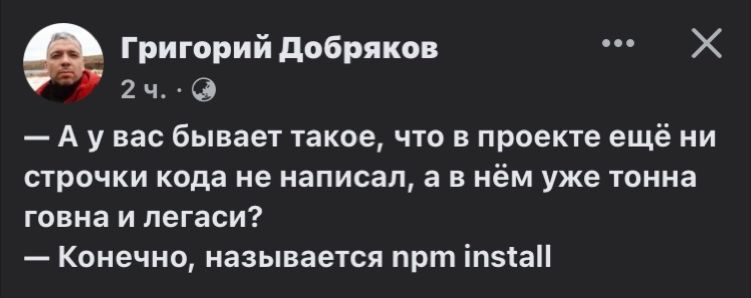 Григорий Добряков
2 ч. ·
— А у вас бывает такое, что в проекте ещё ни
строчки кода не написал, а в нём уже тонна
говна и легаси?
— Конечно, называется npm install